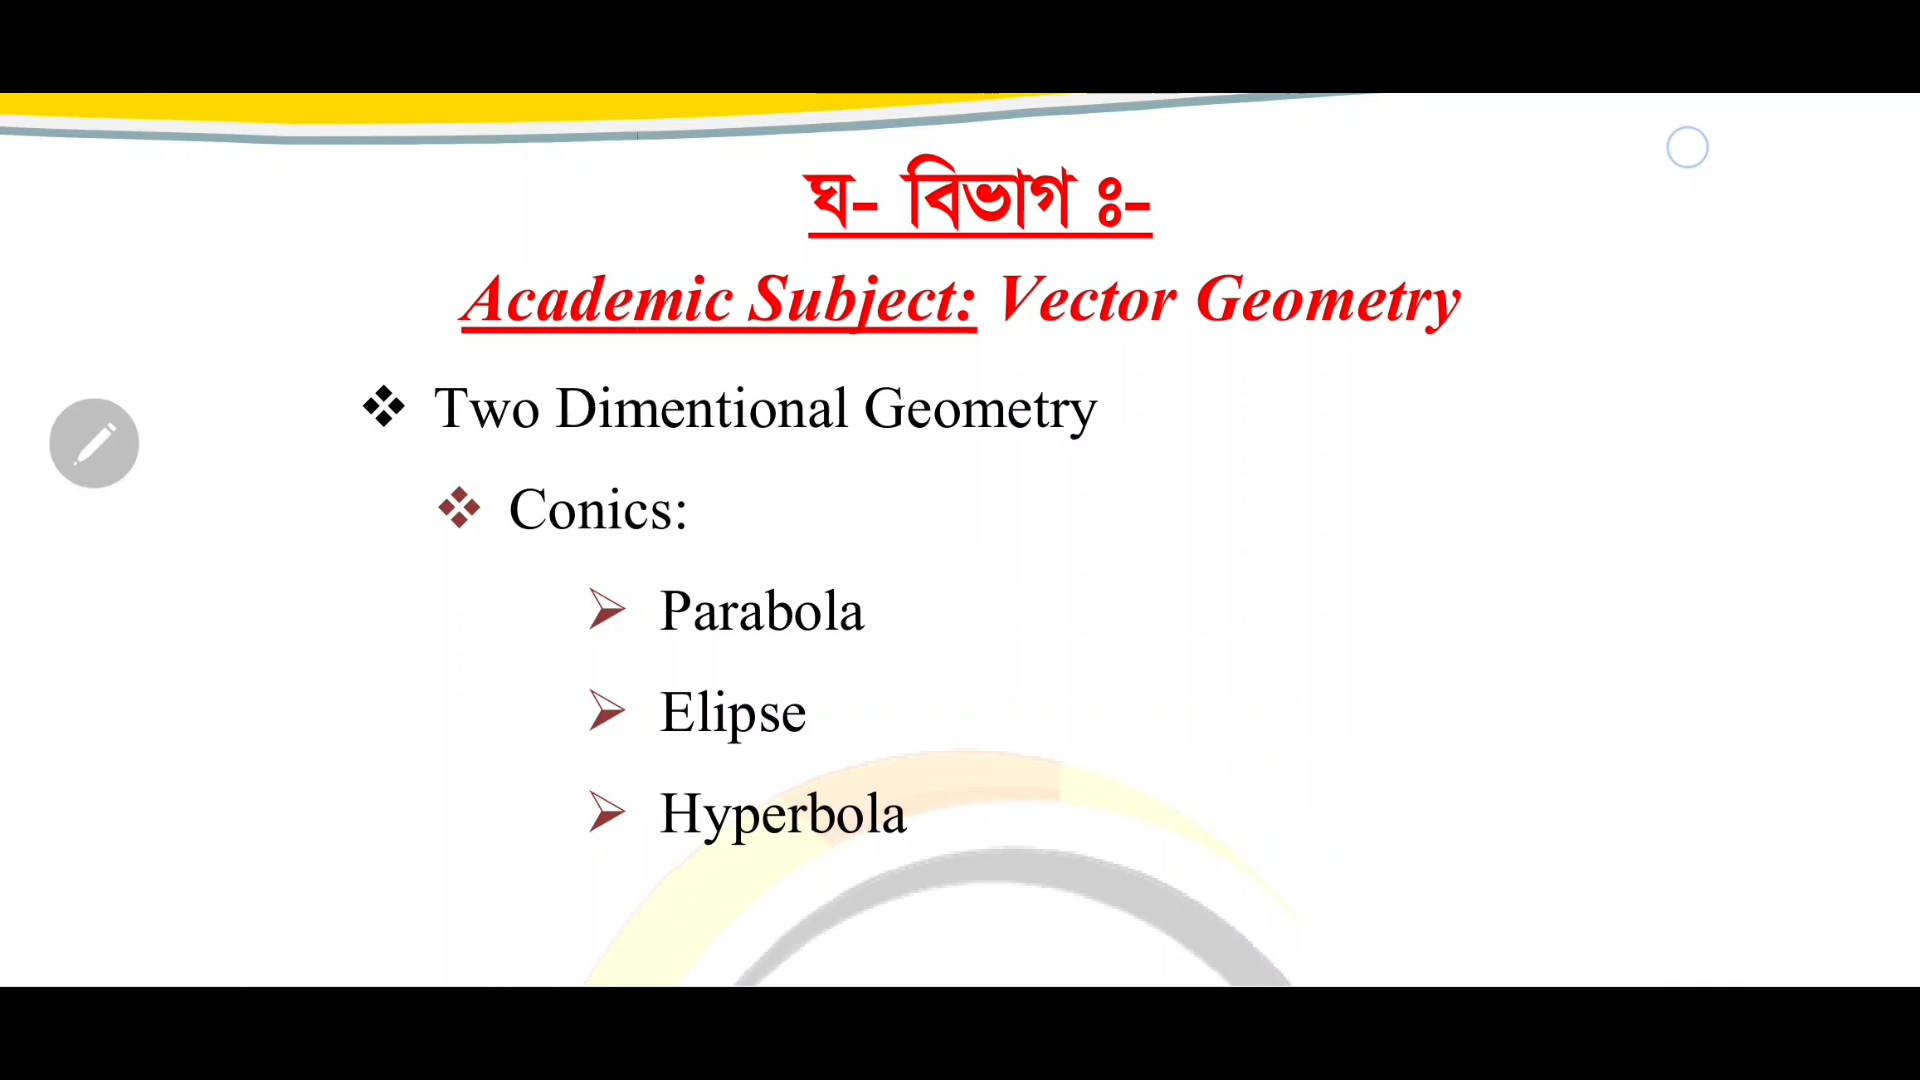 ঘ- বিভাগ ঃ-
Academic Subject: Vector Geometry
Two Dimentional Geometry
Conics:
Parabola
Elipse
Hyperbola